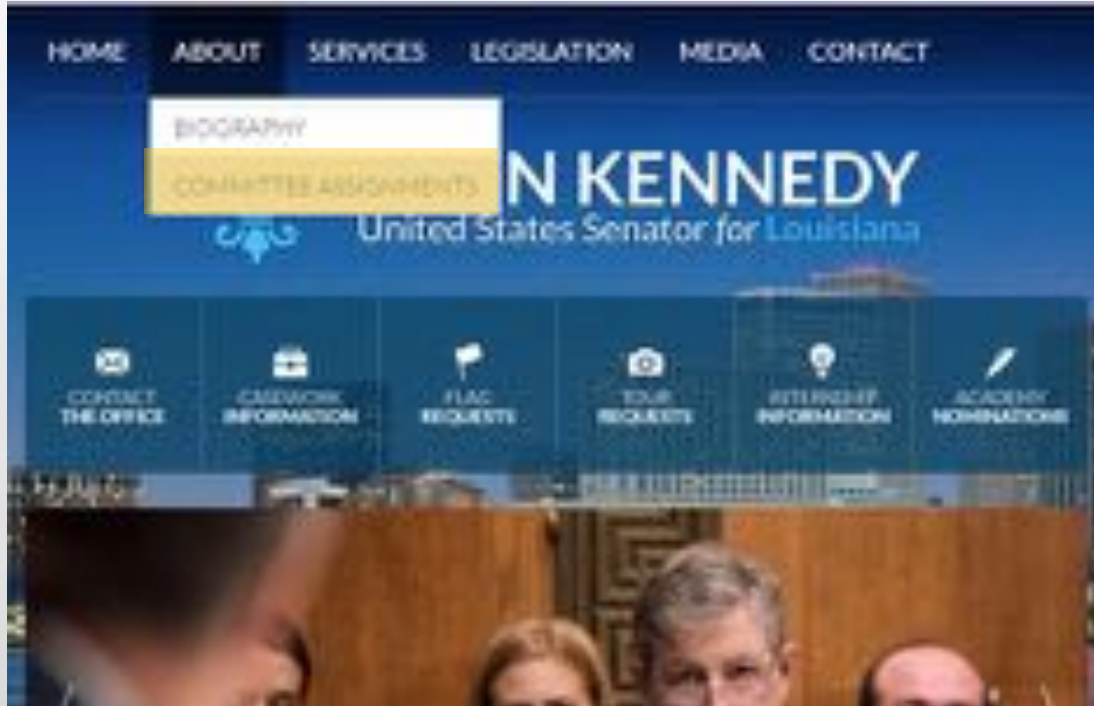 HOME ABOUT SERVICES LEGISLATION MEDIA CONTACT
BIOGRAPHY
COMMITTEE ASSIGNMENTS
N KENNEDY
United States Senator for Louisiana
CONTACT
THE OFFICE
CASEWORK
INFORMATION
FLAG
REQUESTS
TOUR
REQUESTS
INTERNSHIP
INFORMATION
ACADEMY
NOMINATIONS